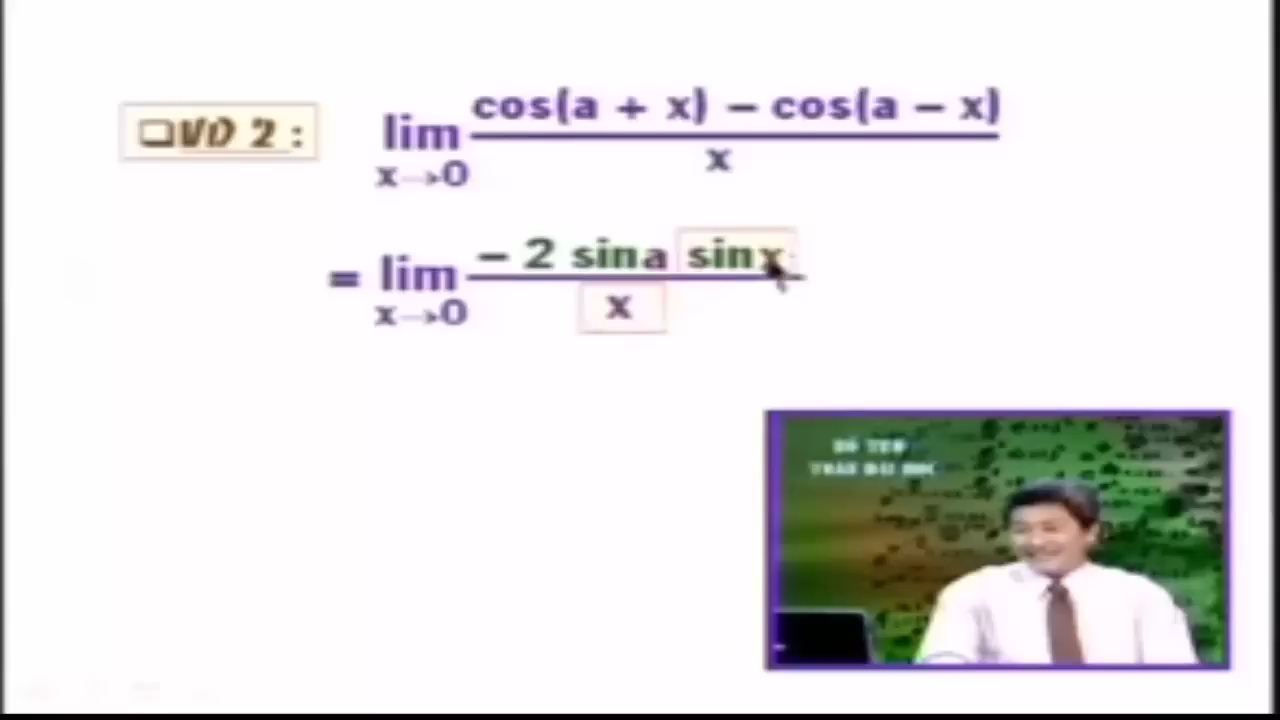 ❑VD 2 :
lim x→0 cos(a + x) − cos(a − x) / x
= lim x→0 − 2 sina sinx / x